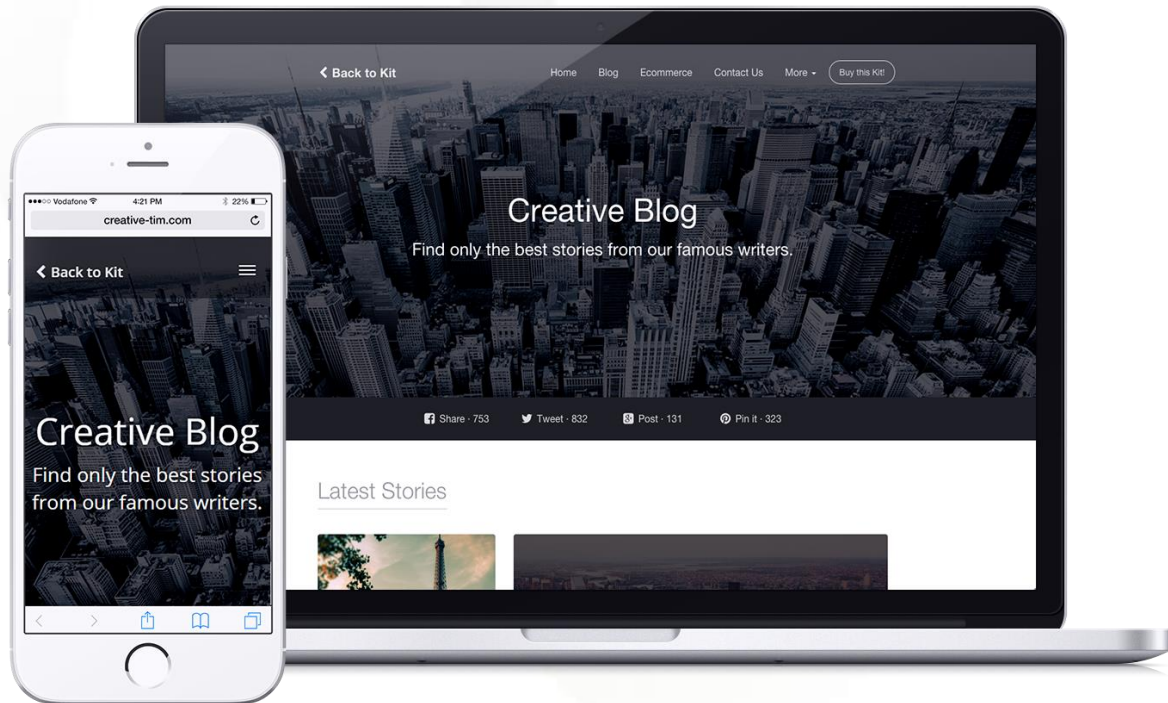 Back to Kit
Home Blog Ecommerce Contact Us More Buy this Kit!
Creative Blog
Find only the best stories from our famous writers.
Share · 753 Tweet · 832 Post · 131 Pin it · 323
Latest Stories
Vodafone 4:21 PM 22%
creative-tim.com
Back to Kit
Creative Blog
Find only the best stories
from our famous writers.